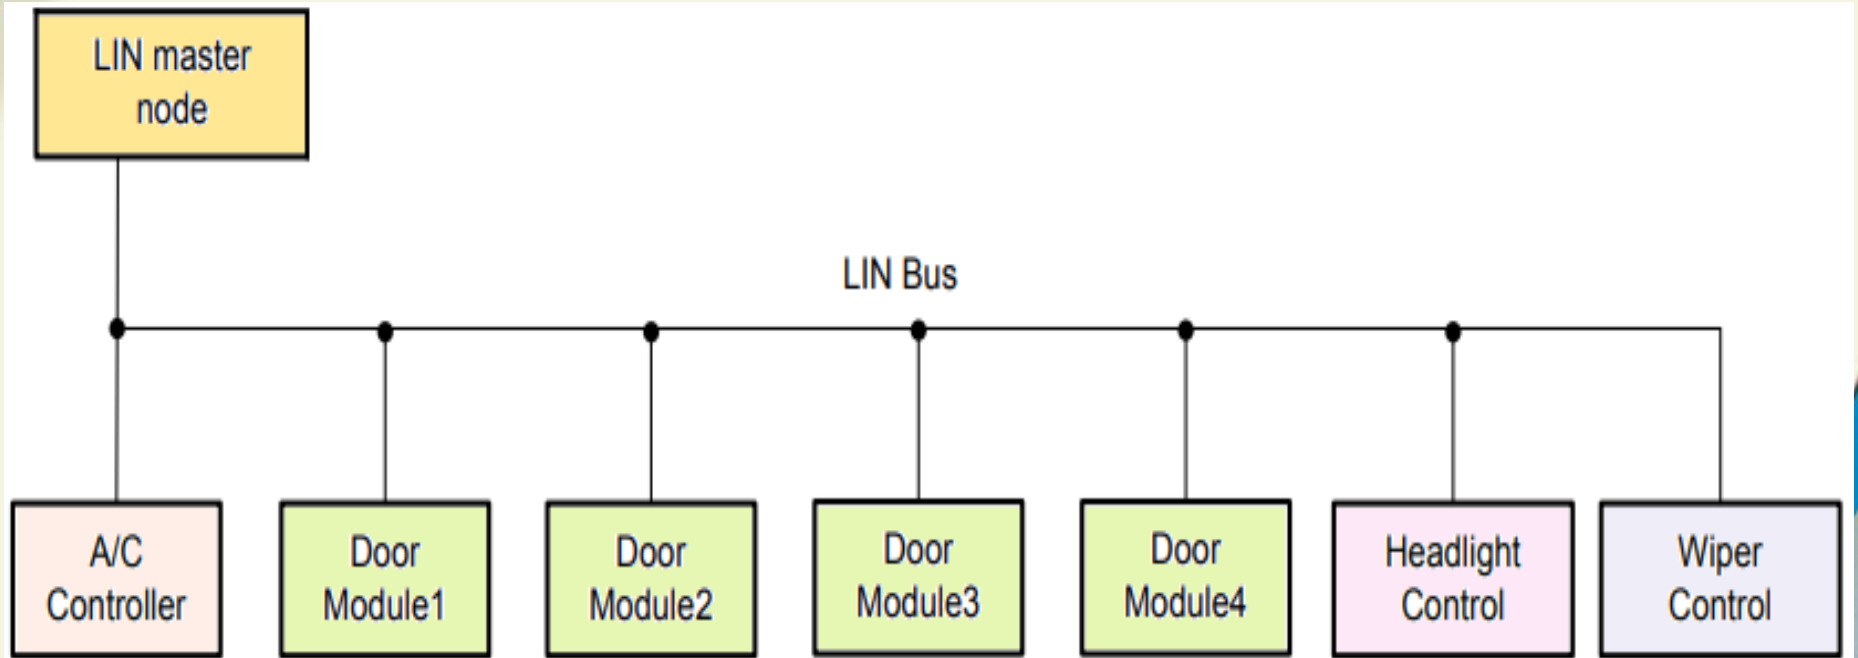 LIN master
node
LIN Bus
A/C
Controller
Door
Module1
Door
Module2
Door
Module3
Door
Module4
Headlight
Control
Wiper
Control